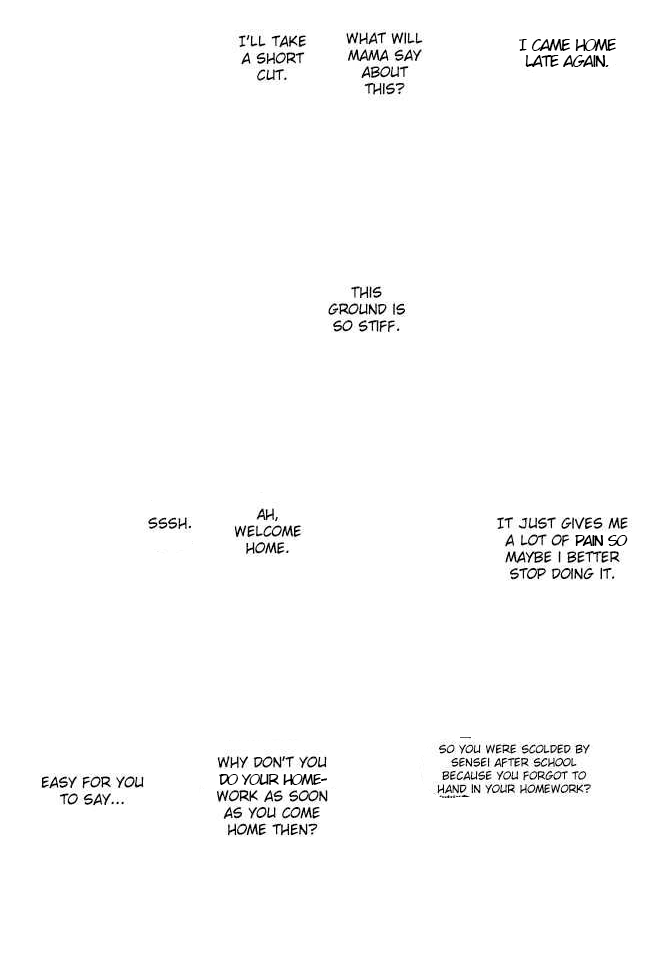 I CAME HOME
LATE AGAIN.
WHAT WILL
MAMA SAY
ABOUT
THIS?
I'LL TAKE
A SHORT
CUT.
THIS
GROUND IS
SO STIFF.
IT JUST GIVES ME
A LOT OF PAIN SO
MAYBE I BETTER
STOP DOING IT.
AH,
WELCOME
HOME.
SSSH.
SO YOU WERE SCOLDED BY
SENSEI AFTER SCHOOL
BECAUSE YOU FORGOT TO
HAND IN YOUR HOMEWORK?
WHY DON'T YOU
DO YOUR HOME-
WORK AS SOON
AS YOU COME
HOME THEN?
EASY FOR YOU
TO SAY...